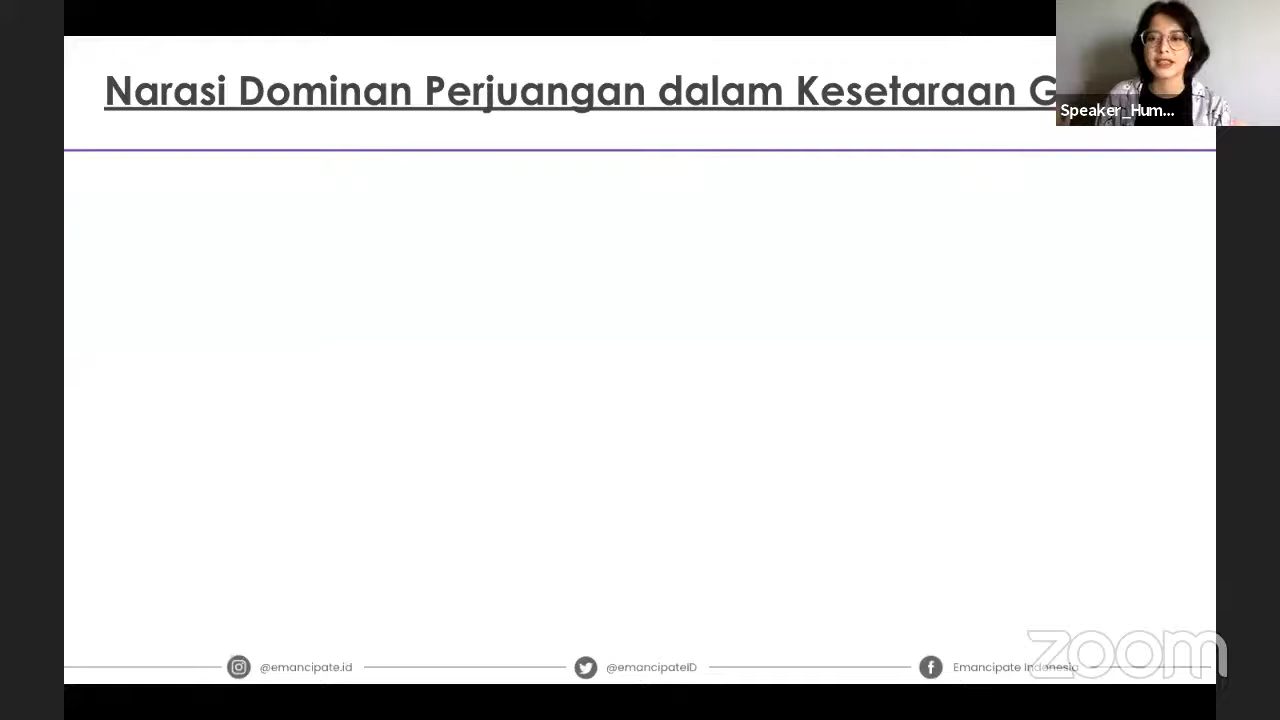 Narasi Dominan Perjuangan dalam Kesetaraan G
Speaker_Hum...
@emancipate.id
@emancipateID
Emancipate Indonesia
zoom